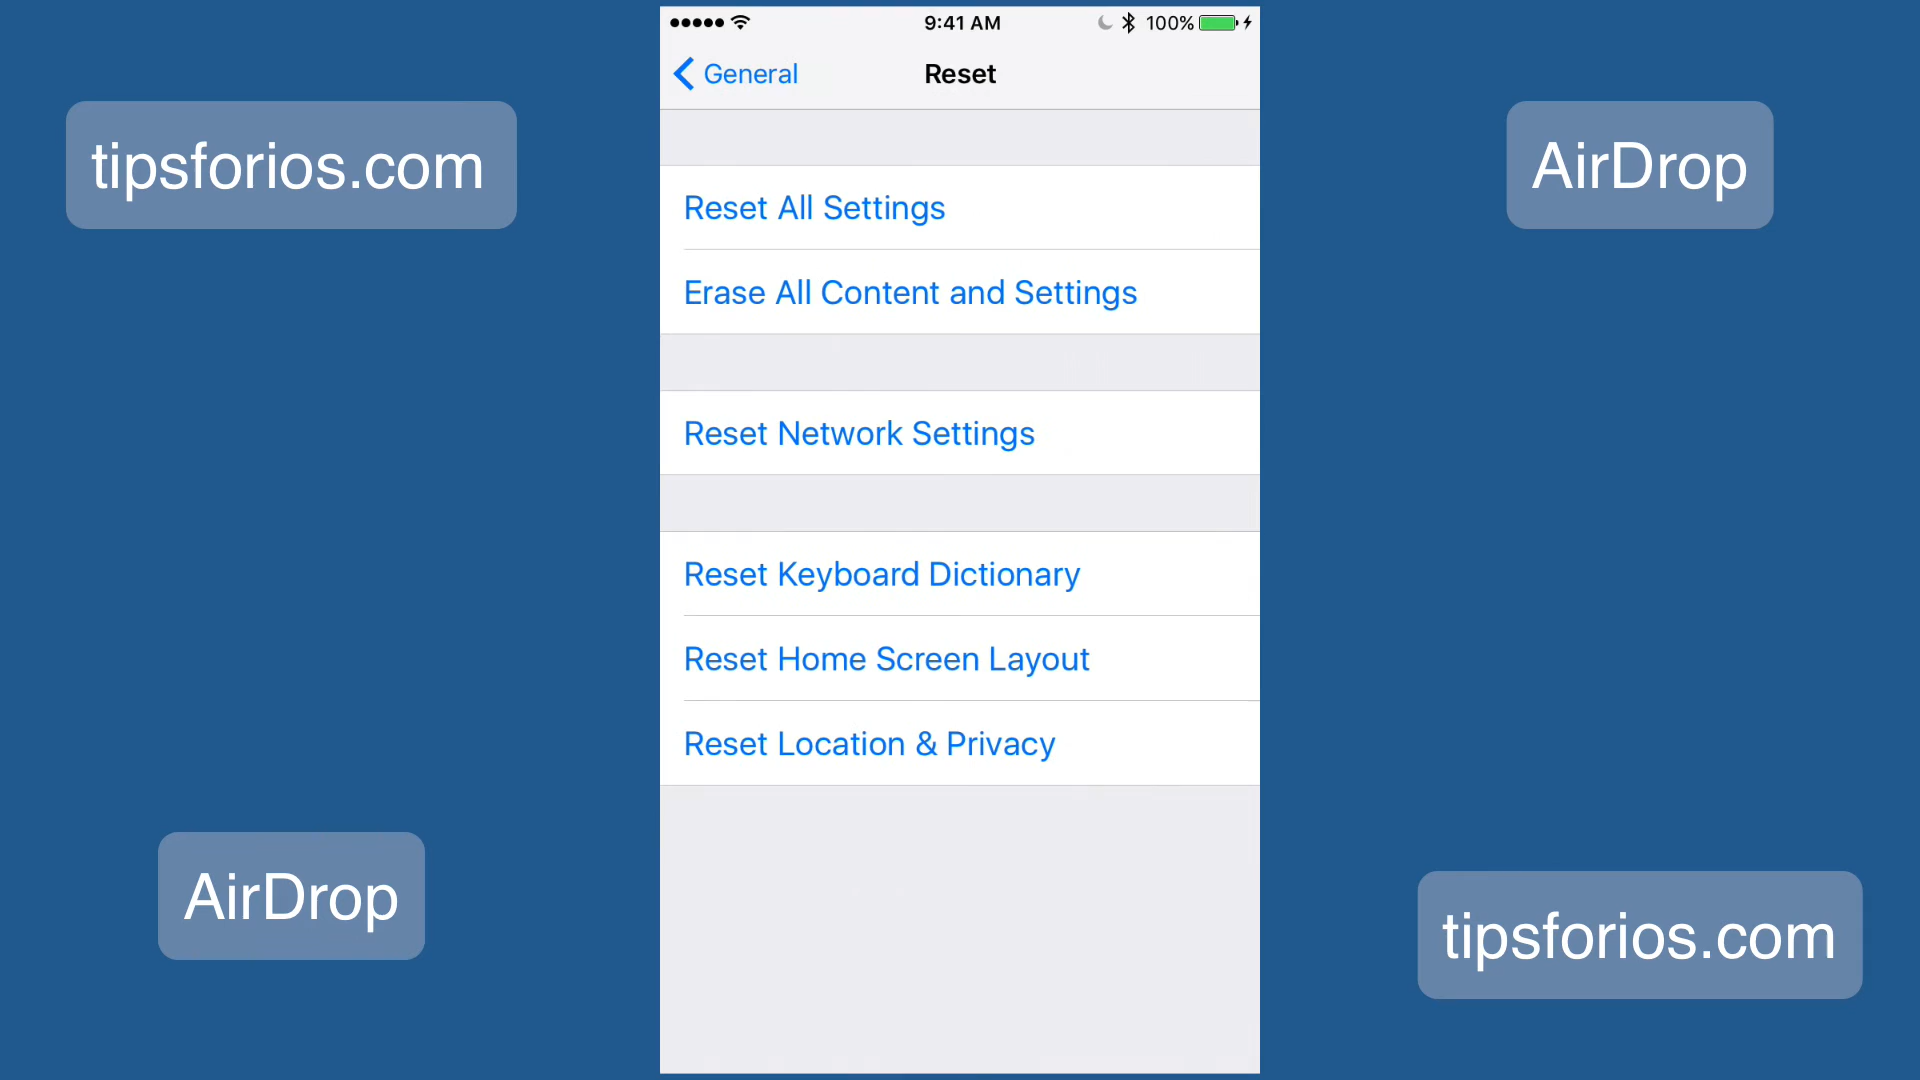 9:41 AM
100%
General
Reset
tipsforios.com
AirDrop
Reset All Settings
Erase All Content and Settings
Reset Network Settings
Reset Keyboard Dictionary
Reset Home Screen Layout
Reset Location & Privacy
AirDrop
tipsforios.com